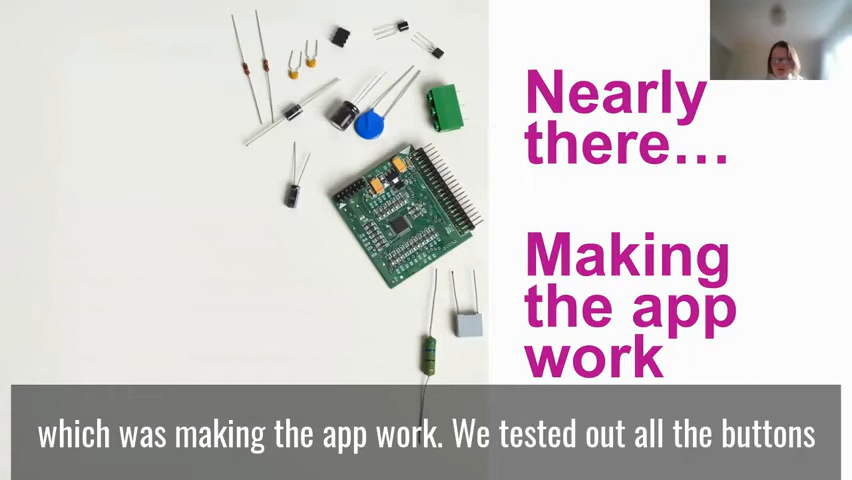 Nearly
there…
Making
the app
work
which was making the app work. We tested out all the buttons